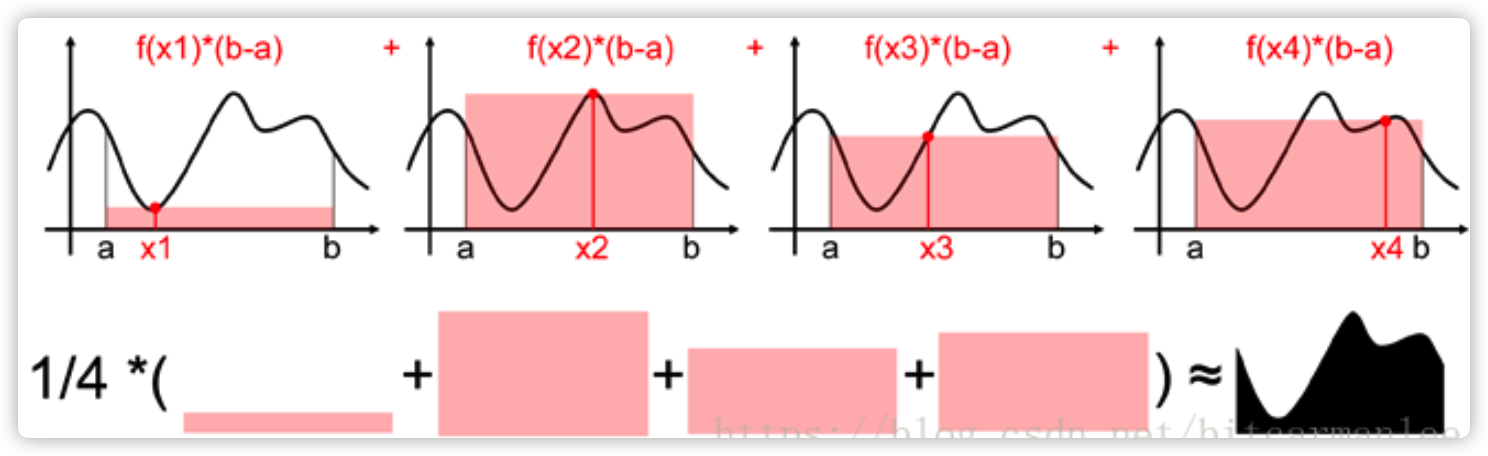 f(x1)*(b-a) + f(x2)*(b-a) + f(x3)*(b-a) + f(x4)*(b-a)
a x1 b a x2 b a x3 b a x4 b
1/4 *( + + + ) ≈
https://blog.csdn.net/bitcarmanlee